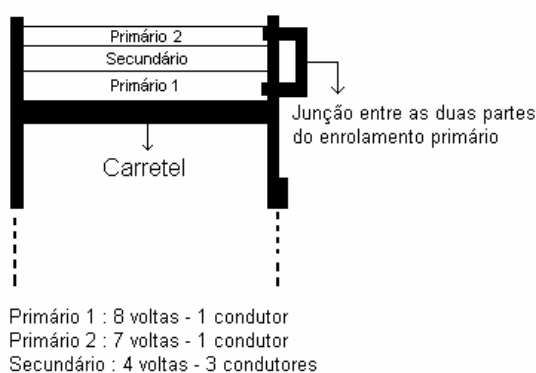 Primário 2
Secundário
Primário 1
Junção entre as duas partes
do enrolamento primário
Carretel
Primário 1 : 8 voltas - 1 condutor
Primário 2 : 7 voltas - 1 condutor
Secundário : 4 voltas - 3 condutores